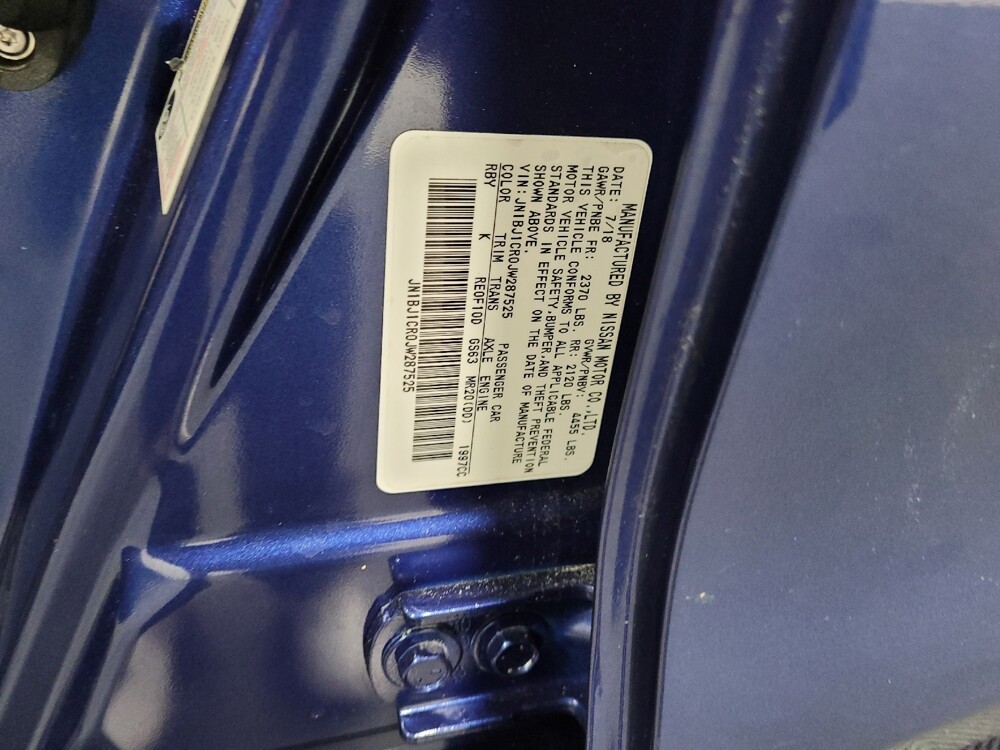 MANUFACTURED BY NISSAN MOTOR CO.,LTD.
DATE: 7/18 GVWR/PNBV: 4455 LBS.
GAWR/PNBE FR: 2370 LBS. RR: 2120 LBS.
THIS VEHICLE CONFORMS TO ALL APPLICABLE FEDERAL
MOTOR VEHICLE SAFETY,BUMPER,AND THEFT PREVENTION
STANDARDS IN EFFECT ON THE DATE OF MANUFACTURE
SHOWN ABOVE.
VIN:JN1BJ1CR0JW287525 PASSENGER CAR
COLOR TRIM TRANS AXLE ENGINE
RBY K RE0F10D GS63 MR20(DD) 1997CC
JN1BJ1CR0JW287525